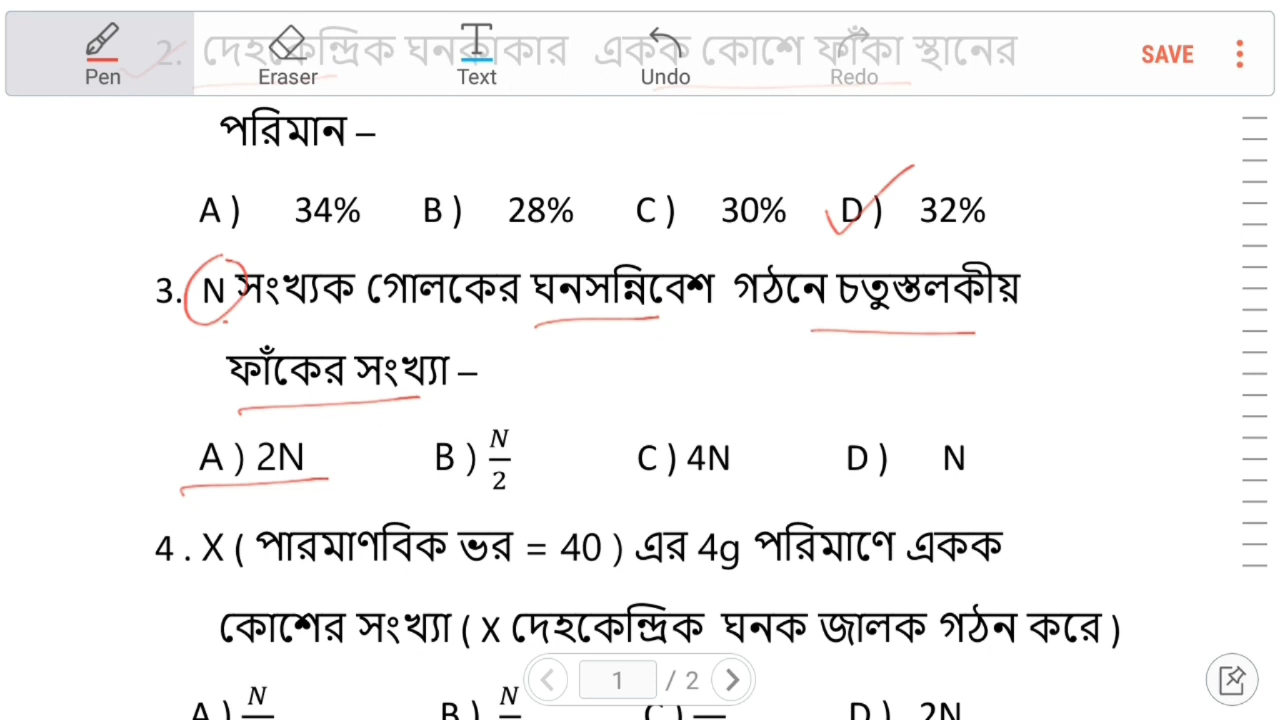 2. দেহকেন্দ্রিক ঘনকাকার একক কোশে ফাঁকা স্থানের
Pen Eraser Text Undo Redo SAVE
পরিমান –
A ) 34% B ) 28% C ) 30% D ) 32%
3. N সংখ্যক গোলকের ঘনসন্নিবেশ গঠনে চতুস্তলকীয়
ফাঁকের সংখ্যা –
A ) 2N B ) N/2 C ) 4N D ) N
4 . X ( পারমাণবিক ভর = 40 ) এর 4g পরিমাণে একক
কোশের সংখ্যা ( X দেহকেন্দ্রিক ঘনক জালক গঠন করে )
1 / 2
A ) N B ) N C ) D ) 2N